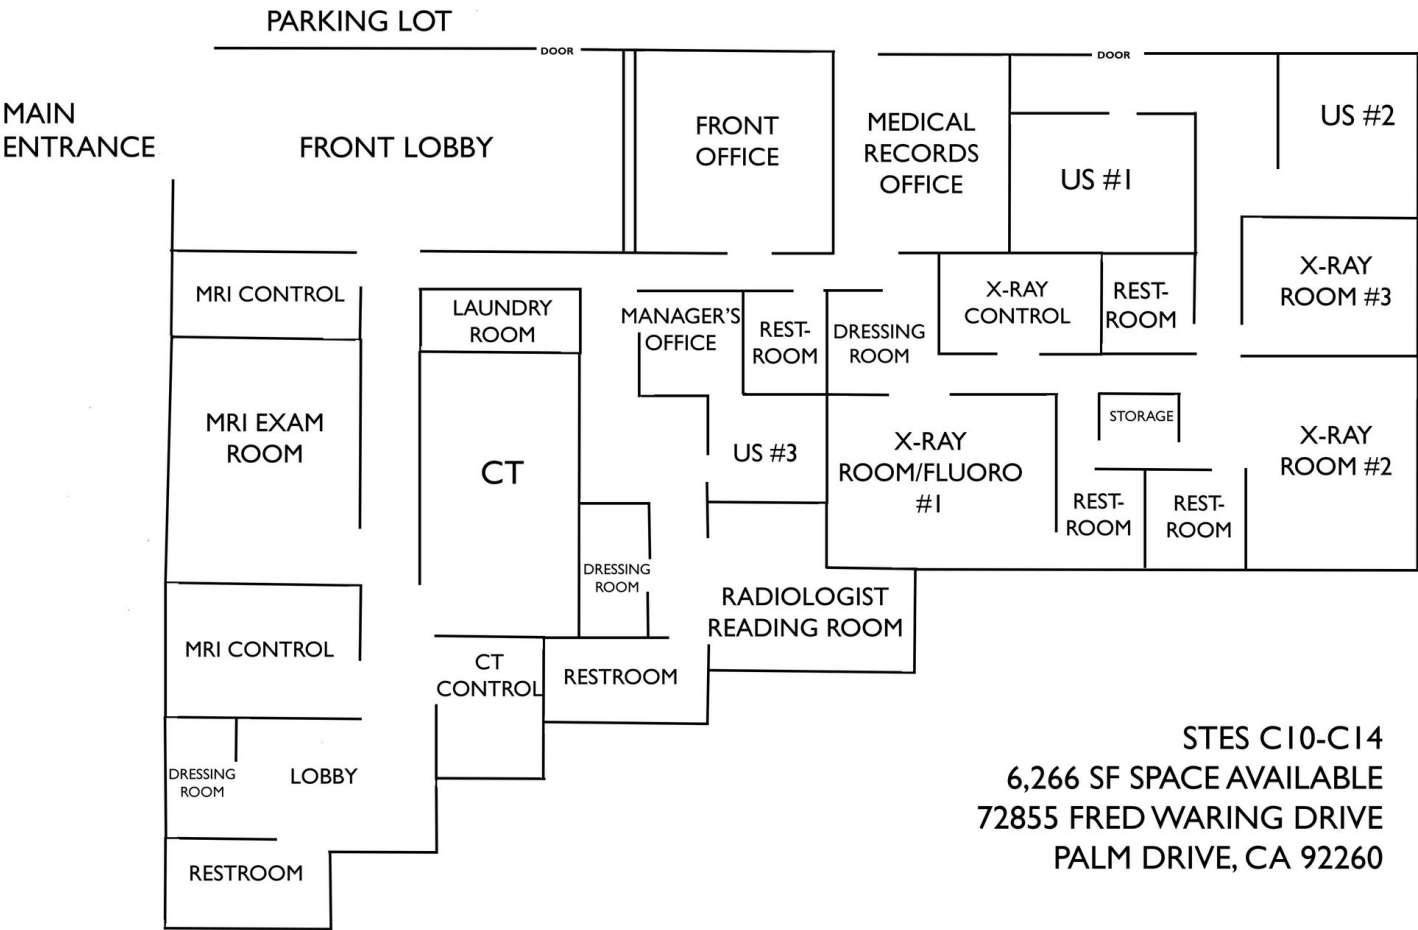 PARKING LOT
DOOR
DOOR
MAIN
ENTRANCE
FRONT LOBBY
FRONT
OFFICE
MEDICAL
RECORDS
OFFICE
US #1
US #2
MRI CONTROL
LAUNDRY
ROOM
MANAGER'S
OFFICE
REST-
ROOM
DRESSING
ROOM
X-RAY
CONTROL
REST-
ROOM
X-RAY
ROOM #3
MRI EXAM
ROOM
CT
US #3
X-RAY
ROOM/FLUORO
#1
STORAGE
REST-
ROOM
REST-
ROOM
X-RAY
ROOM #2
DRESSING
ROOM
RADIOLOGIST
READING ROOM
MRI CONTROL
CT
CONTROL
RESTROOM
DRESSING
ROOM
LOBBY
RESTROOM
STES C10-C14
6,266 SF SPACE AVAILABLE
72855 FRED WARING DRIVE
PALM DRIVE, CA 92260